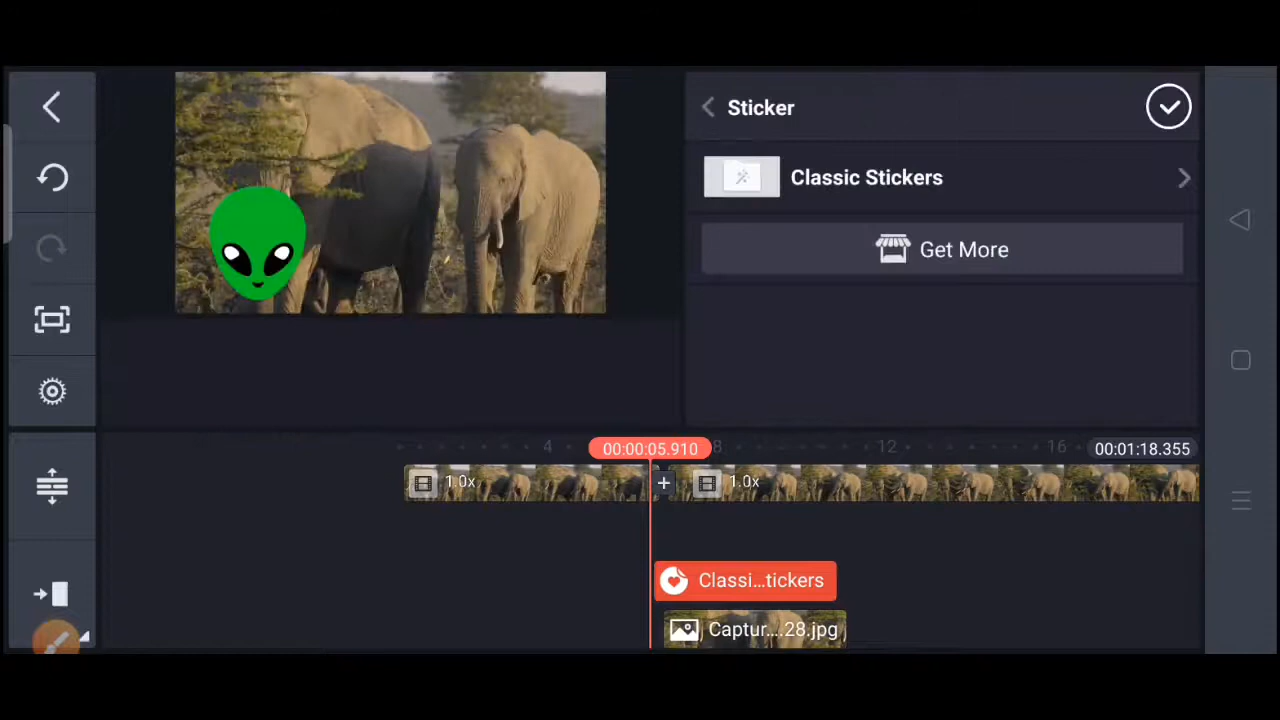 Sticker
Classic Stickers
Get More
4
00:00:05.910
8
12
16
00:01:18.355
1.0x
1.0x
Classi...tickers
Captur....28.jpg